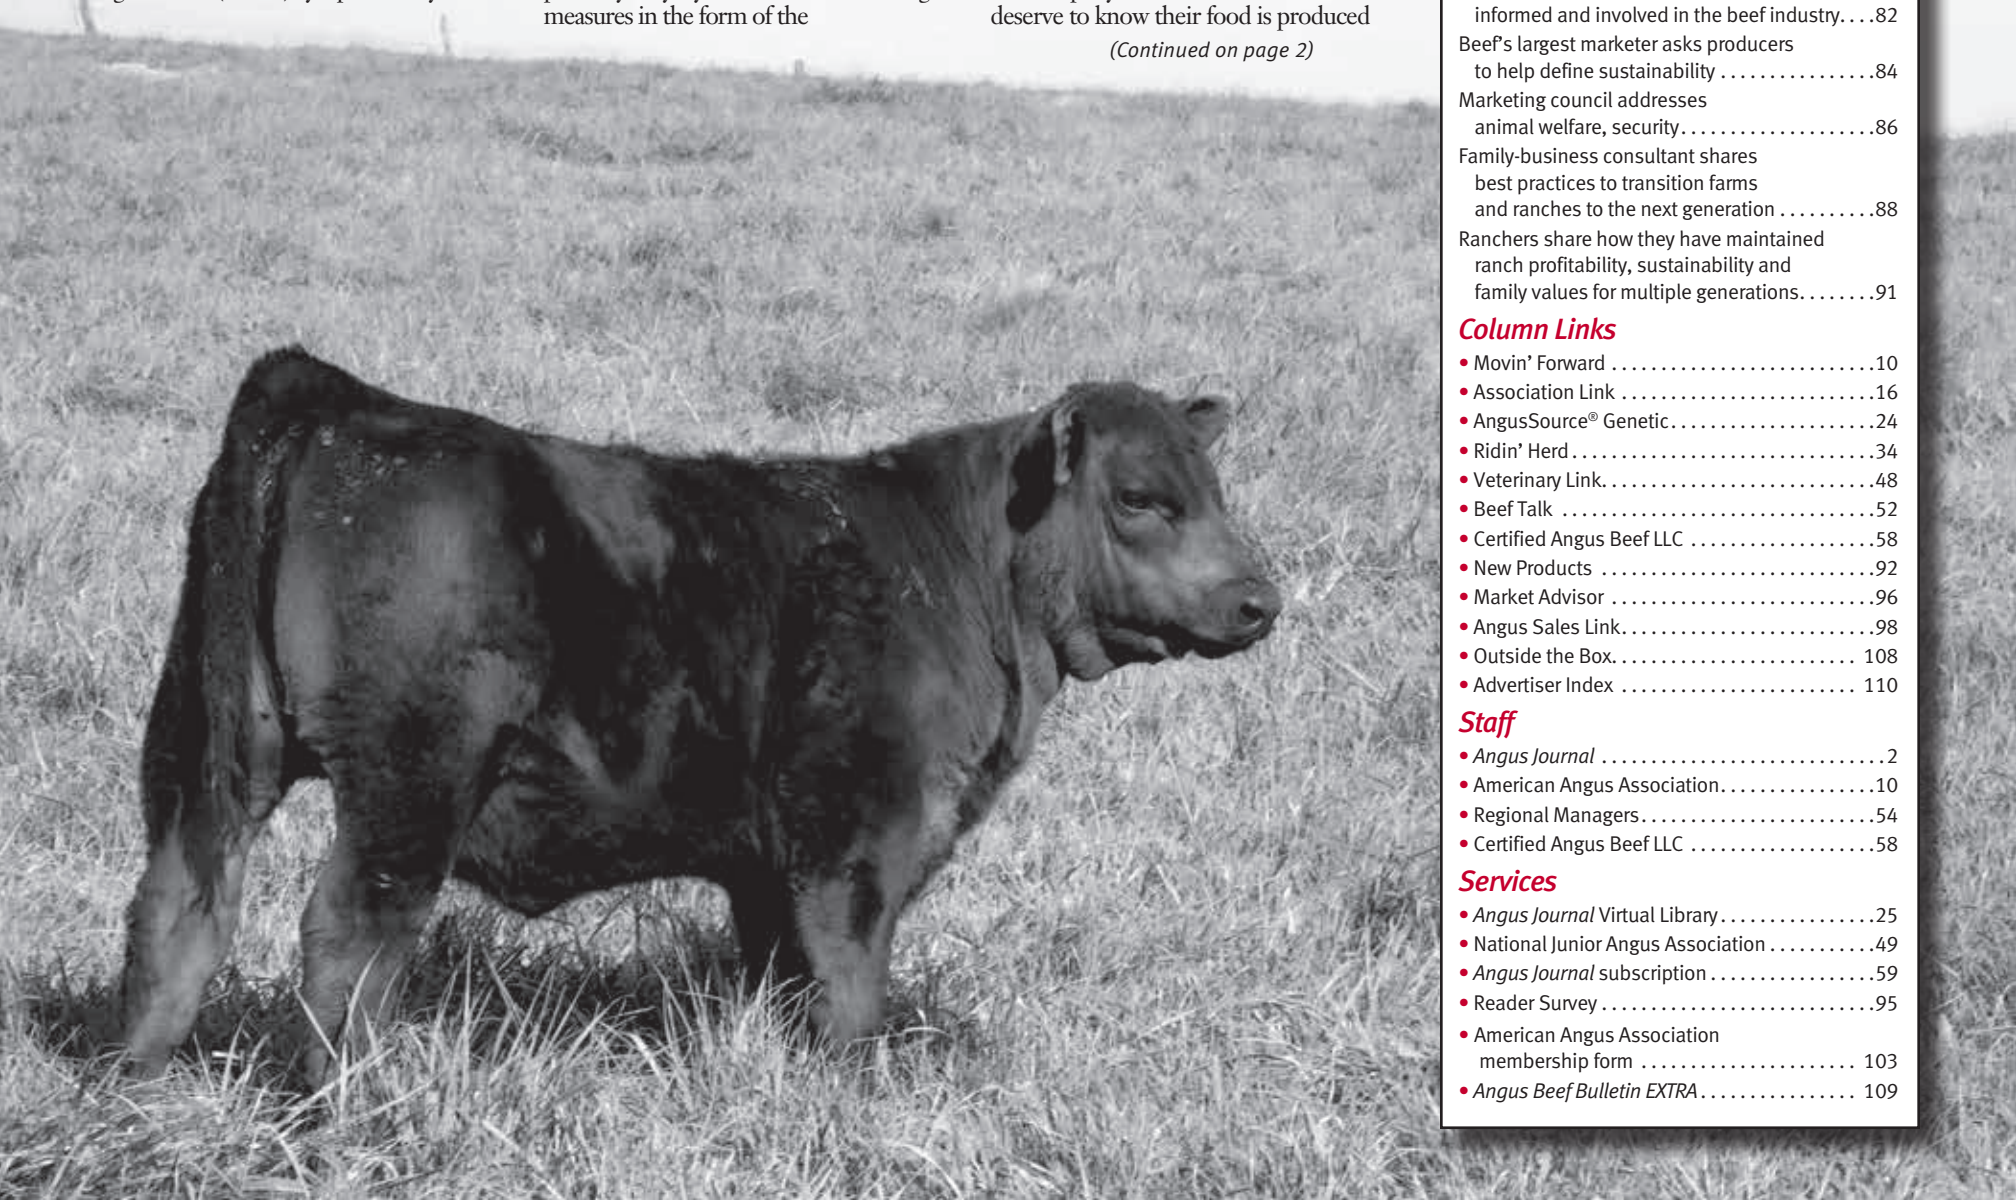 measures in the form of the
deserve to know their food is produced
(Continued on page 2)
informed and involved in the beef industry. . . .82
Beef’s largest marketer asks producers
to help define sustainability . . . . . . . . . . . . . . . .84
Marketing council addresses
animal welfare, security. . . . . . . . . . . . . . . . . . .86
Family-business consultant shares
best practices to transition farms
and ranches to the next generation . . . . . . . . . .88
Ranchers share how they have maintained
ranch profitability, sustainability and
family values for multiple generations. . . . . . . .91
Column Links
• Movin’ Forward . . . . . . . . . . . . . . . . . . . . . . . . . . .10
• Association Link . . . . . . . . . . . . . . . . . . . . . . . . . .16
• AngusSource® Genetic. . . . . . . . . . . . . . . . . . . . .24
• Ridin’ Herd. . . . . . . . . . . . . . . . . . . . . . . . . . . . . . .34
• Veterinary Link. . . . . . . . . . . . . . . . . . . . . . . . . . . .48
• Beef Talk . . . . . . . . . . . . . . . . . . . . . . . . . . . . . . . .52
• Certified Angus Beef LLC . . . . . . . . . . . . . . . . . . .58
• New Products . . . . . . . . . . . . . . . . . . . . . . . . . . . .92
• Market Advisor . . . . . . . . . . . . . . . . . . . . . . . . . . .96
• Angus Sales Link. . . . . . . . . . . . . . . . . . . . . . . . . .98
• Outside the Box. . . . . . . . . . . . . . . . . . . . . . . . . 108
• Advertiser Index . . . . . . . . . . . . . . . . . . . . . . . . 110
Staff
• Angus Journal . . . . . . . . . . . . . . . . . . . . . . . . . . . . .2
• American Angus Association. . . . . . . . . . . . . . . .10
• Regional Managers. . . . . . . . . . . . . . . . . . . . . . . .54
• Certified Angus Beef LLC . . . . . . . . . . . . . . . . . . .58
Services
• Angus Journal Virtual Library. . . . . . . . . . . . . . . .25
• National Junior Angus Association . . . . . . . . . . .49
• Angus Journal subscription . . . . . . . . . . . . . . . . .59
• Reader Survey . . . . . . . . . . . . . . . . . . . . . . . . . . . .95
• American Angus Association
membership form . . . . . . . . . . . . . . . . . . . . . . 103
• Angus Beef Bulletin EXTRA. . . . . . . . . . . . . . . . 109